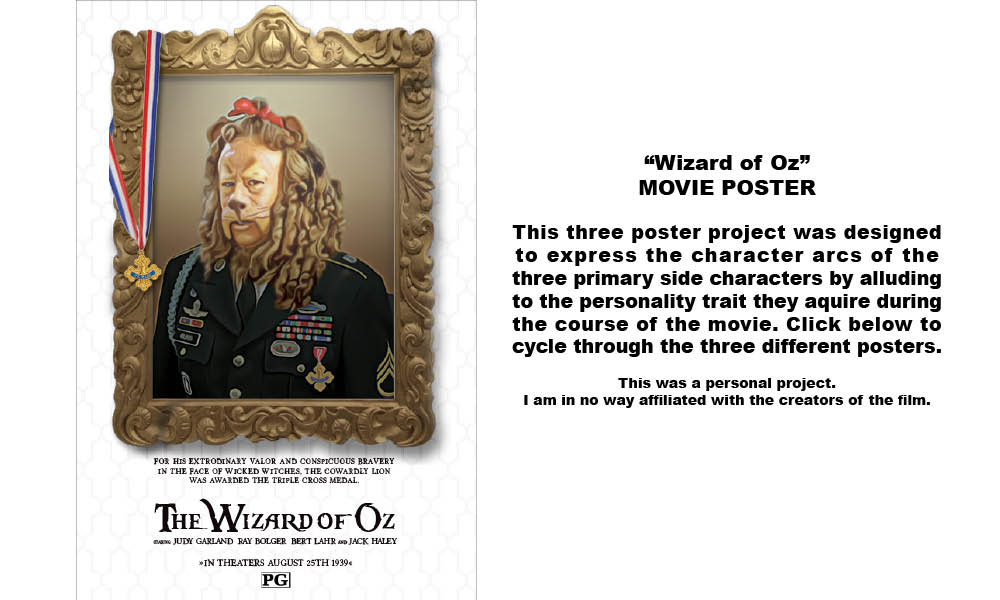 FOR HIS EXTRODINARY VALOR AND CONSPICUOUS BRAVERY
IN THE FACE OF WICKED WITCHES, THE COWARDLY LION
WAS AWARDED THE TRIPLE CROSS MEDAL.
THE WIZARD OF OZ
STARING JUDY GARLAND RAY BOLGER BERT LAHR AND JACK HALEY
»IN THEATERS AUGUST 25TH 1939«
PG
“Wizard of Oz”
MOVIE POSTER
This three poster project was designed
to express the character arcs of the
three primary side characters by alluding
to the personality trait they aquire during
the course of the movie. Click below to
cycle through the three different posters.
This was a personal project.
I am in no way affiliated with the creators of the film.